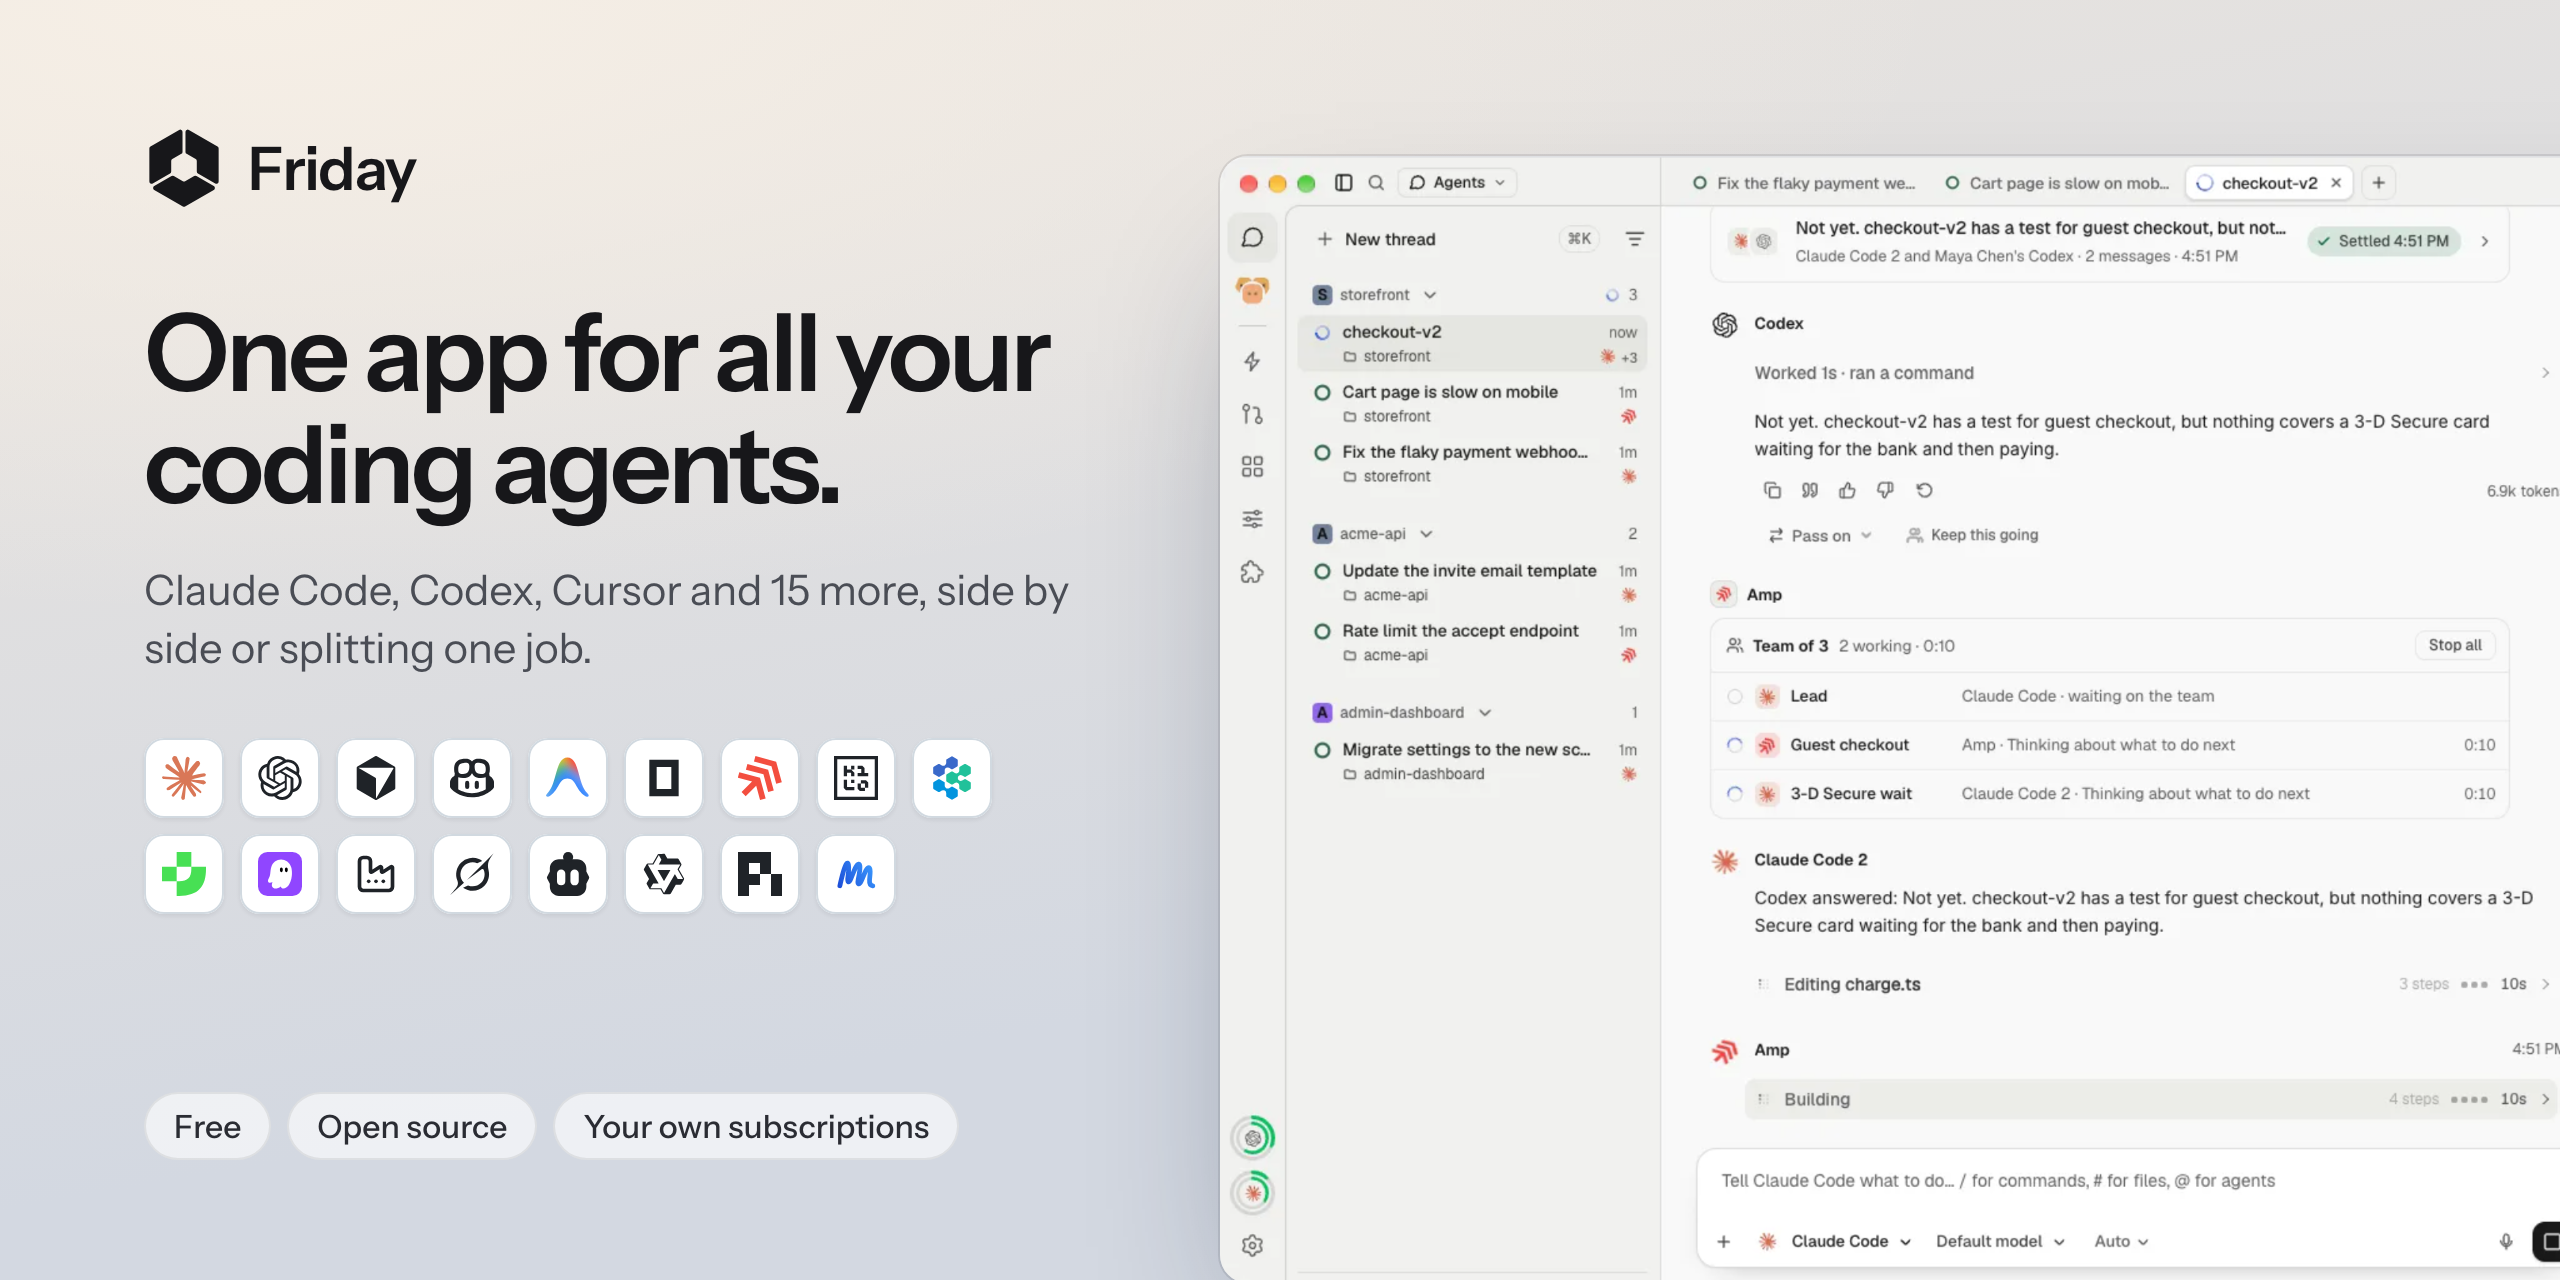 Friday
One app for all your
coding agents.
Claude Code, Codex, Cursor and 15 more, side by
side or splitting one job.
Free
Open source
Your own subscriptions
Agents
Fix the flaky payment we...
Cart page is slow on mob...
checkout-v2
New thread
⌘K
S storefront
3
checkout-v2
now
storefront
+3
Cart page is slow on mobile
1m
storefront
Fix the flaky payment webhoo...
1m
storefront
A acme-api
2
Update the invite email template
1m
acme-api
Rate limit the accept endpoint
1m
acme-api
A admin-dashboard
1
Migrate settings to the new sc...
1m
admin-dashboard
Not yet. checkout-v2 has a test for guest checkout, but not...
Claude Code 2 and Maya Chen's Codex · 2 messages · 4:51 PM
Settled 4:51 PM
Codex
Worked 1s · ran a command
Not yet. checkout-v2 has a test for guest checkout, but nothing covers a 3-D Secure card
waiting for the bank and then paying.
6.9k token
Pass on
Keep this going
Amp
Team of 3 2 working · 0:10
Stop all
Lead
Claude Code · waiting on the team
Guest checkout
Amp · Thinking about what to do next
0:10
3-D Secure wait
Claude Code 2 · Thinking about what to do next
0:10
Claude Code 2
Codex answered: Not yet. checkout-v2 has a test for guest checkout, but nothing covers a 3-D
Secure card waiting for the bank and then paying.
Editing charge.ts
3 steps
10s
Amp
4:51 PM
Building
4 steps
10s
Tell Claude Code what to do... / for commands, # for files, @ for agents
Claude Code
Default model
Auto